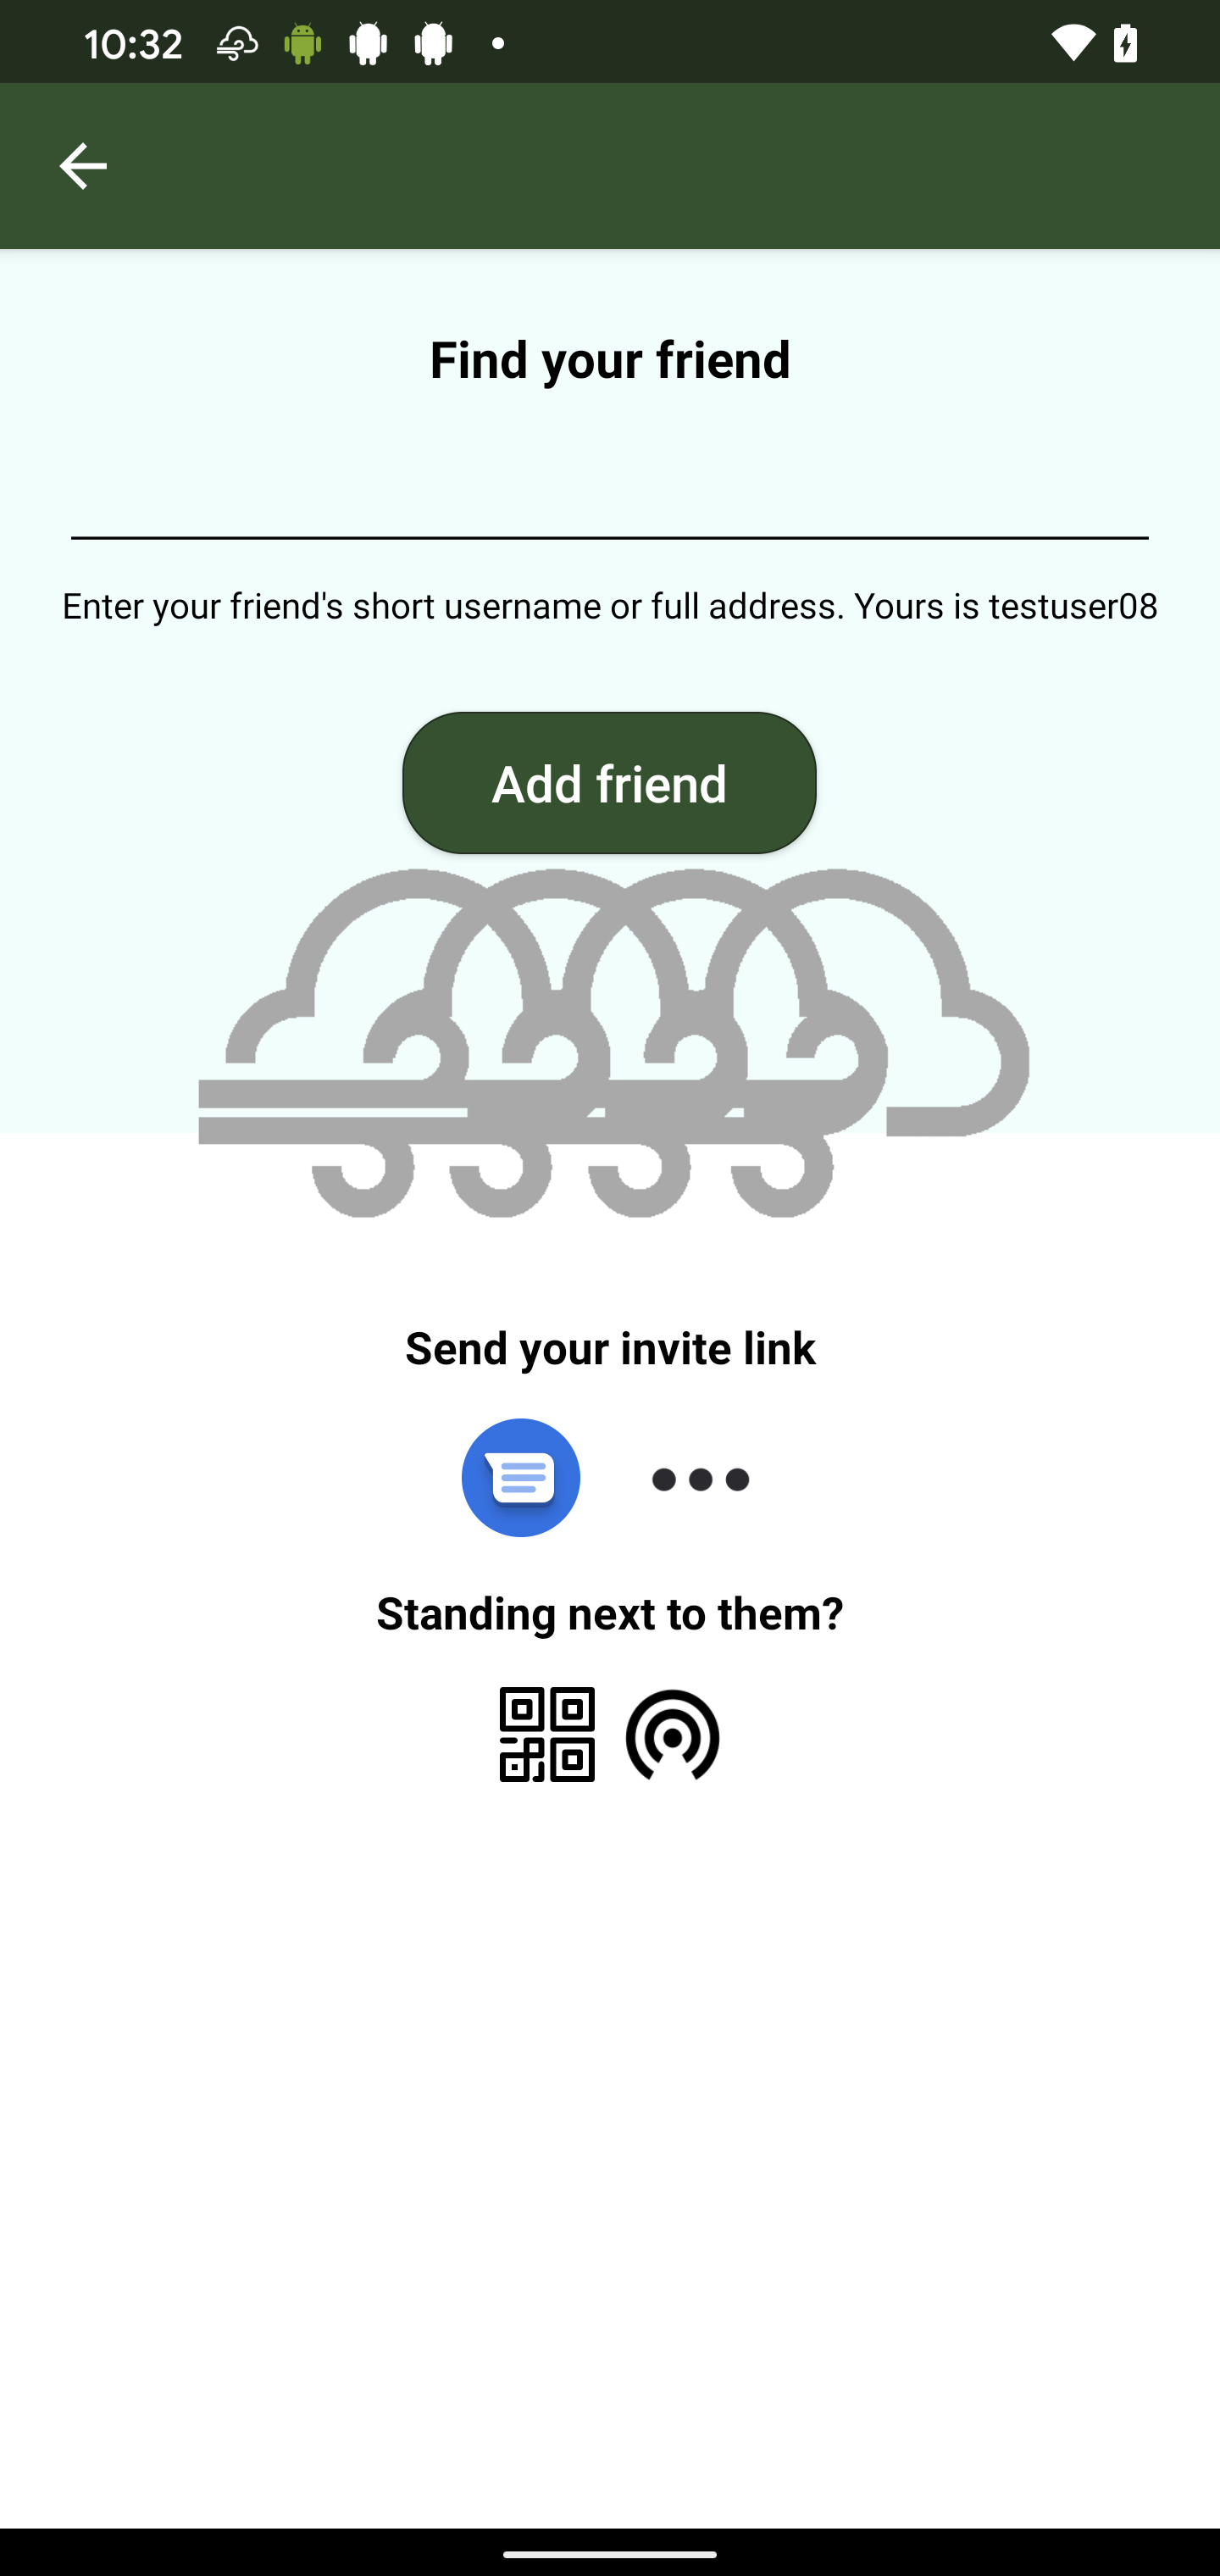 10:32
Find your friend
Enter your friend's short username or full address. Yours is testuser08
Add friend
Send your invite link
Standing next to them?